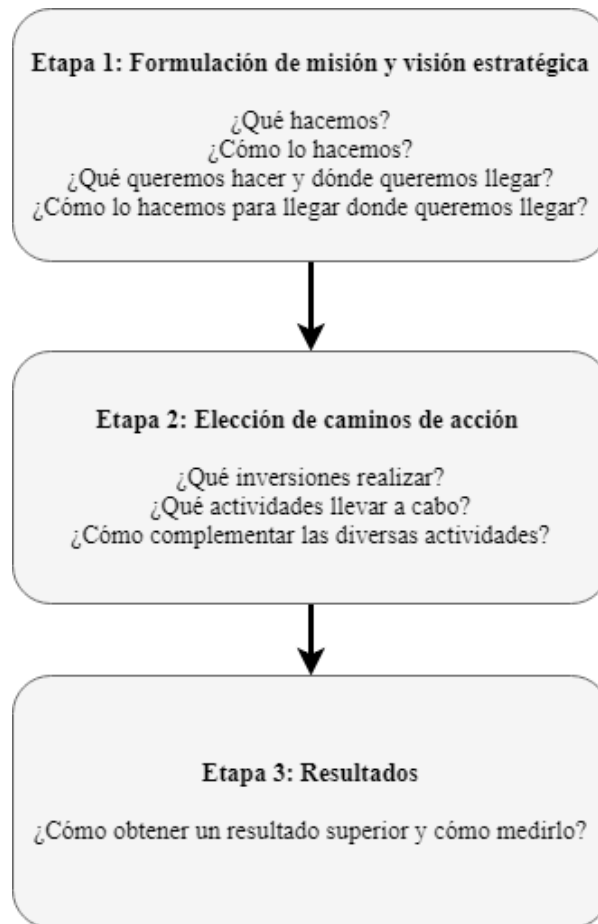 Etapa 1: Formulación de misión y visión estratégica
¿Qué hacemos?
¿Cómo lo hacemos?
¿Qué queremos hacer y dónde queremos llegar?
¿Cómo lo hacemos para llegar donde queremos llegar?
Etapa 2: Elección de caminos de acción
¿Qué inversiones realizar?
¿Qué actividades llevar a cabo?
¿Cómo complementar las diversas actividades?
Etapa 3: Resultados
¿Cómo obtener un resultado superior y cómo medirlo?